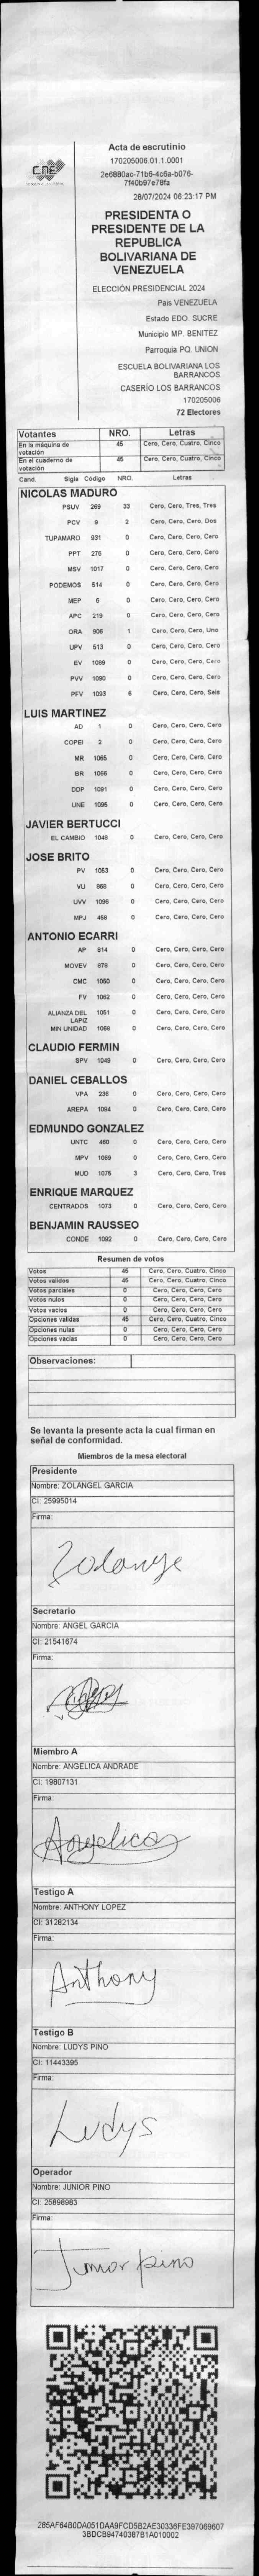 CNE
Acta de escrutinio
170205006.01.1.0001
2e6880ac-71b6-4c6a-b076-
7f40b97e78fa
28/07/2024 06:23:17 PM
PRESIDENTA O
PRESIDENTE DE LA
REPUBLICA
BOLIVARIANA DE
VENEZUELA
ELECCIÓN PRESIDENCIAL 2024
Pais VENEZUELA
Estado EDO. SUCRE
Municipio MP. BENITEZ
Parroquia PQ. UNION
ESCUELA BOLIVARIANA LOS
BARRANCOS
CASERÍO LOS BARRANCOS
170205006
72 Electores
Votantes NRO. Letras
En la máquina de votación 45 Cero, Cero, Cuatro, Cinco
En el cuaderno de votación 45 Cero, Cero, Cuatro, Cinco
Cand. Sigla Código NRO. Letras
NICOLAS MADURO
PSUV 269 33 Cero, Cero, Tres, Tres
PCV 9 2 Cero, Cero, Cero, Dos
TUPAMARO 931 0 Cero, Cero, Cero, Cero
PPT 276 0 Cero, Cero, Cero, Cero
MSV 1017 0 Cero, Cero, Cero, Cero
PODEMOS 514 0 Cero, Cero, Cero, Cero
MEP 6 0 Cero, Cero, Cero, Cero
APC 219 0 Cero, Cero, Cero, Cero
ORA 906 1 Cero, Cero, Cero, Uno
UPV 513 0 Cero, Cero, Cero, Cero
EV 1089 0 Cero, Cero, Cero, Cero
PVV 1090 0 Cero, Cero, Cero, Cero
PFV 1093 6 Cero, Cero, Cero, Seis
LUIS MARTINEZ
AD 1 0 Cero, Cero, Cero, Cero
COPEI 2 0 Cero, Cero, Cero, Cero
MR 1065 0 Cero, Cero, Cero, Cero
BR 1066 0 Cero, Cero, Cero, Cero
DDP 1091 0 Cero, Cero, Cero, Cero
UNE 1095 0 Cero, Cero, Cero, Cero
JAVIER BERTUCCI
EL CAMBIO 1048 0 Cero, Cero, Cero, Cero
JOSE BRITO
PV 1053 0 Cero, Cero, Cero, Cero
VU 868 0 Cero, Cero, Cero, Cero
UVV 1096 0 Cero, Cero, Cero, Cero
MPJ 458 0 Cero, Cero, Cero, Cero
ANTONIO ECARRI
AP 814 0 Cero, Cero, Cero, Cero
MOVEV 878 0 Cero, Cero, Cero, Cero
CMC 1050 0 Cero, Cero, Cero, Cero
FV 1052 0 Cero, Cero, Cero, Cero
ALIANZA DEL LAPIZ 1051 0 Cero, Cero, Cero, Cero
MIN UNIDAD 1068 0 Cero, Cero, Cero, Cero
CLAUDIO FERMIN
SPV 1049 0 Cero, Cero, Cero, Cero
DANIEL CEBALLOS
VPA 236 0 Cero, Cero, Cero, Cero
AREPA 1094 0 Cero, Cero, Cero, Cero
EDMUNDO GONZALEZ
UNTC 460 0 Cero, Cero, Cero, Cero
MPV 1069 0 Cero, Cero, Cero, Cero
MUD 1076 3 Cero, Cero, Cero, Tres
ENRIQUE MARQUEZ
CENTRADOS 1073 0 Cero, Cero, Cero, Cero
BENJAMIN RAUSSEO
CONDE 1092 0 Cero, Cero, Cero, Cero
Resumen de votos
Votos 45 Cero, Cero, Cuatro, Cinco
Votos validos 45 Cero, Cero, Cuatro, Cinco
Votos parciales 0 Cero, Cero, Cero, Cero
Votos nulos 0 Cero, Cero, Cero, Cero
Votos vacios 0 Cero, Cero, Cero, Cero
Opciones validas 45 Cero, Cero, Cuatro, Cinco
Opciones nulas 0 Cero, Cero, Cero, Cero
Opciones vacias 0 Cero, Cero, Cero, Cero
Observaciones:
Se levanta la presente acta la cual firman en
señal de conformidad.
Miembros de la mesa electoral
Presidente
Nombre: ZOLANGEL GARCIA
CI: 25995014
Firma:
Zolange
Secretario
Nombre: ANGEL GARCIA
CI: 21541674
Firma:
Miembro A
Nombre: ANGELICA ANDRADE
CI: 19807131
Firma:
Angelica
Testigo A
Nombre: ANTHONY LOPEZ
CI: 31282134
Firma:
Anthony
Testigo B
Nombre: LUDYS PINO
CI: 11443395
Firma:
Ludys
Operador
Nombre: JUNIOR PINO
CI: 25898983
Firma:
Junior pino
285AF64B0DA051DAA9FCD5B2AE30336FE397069607
3BDCB94740387B1A010002